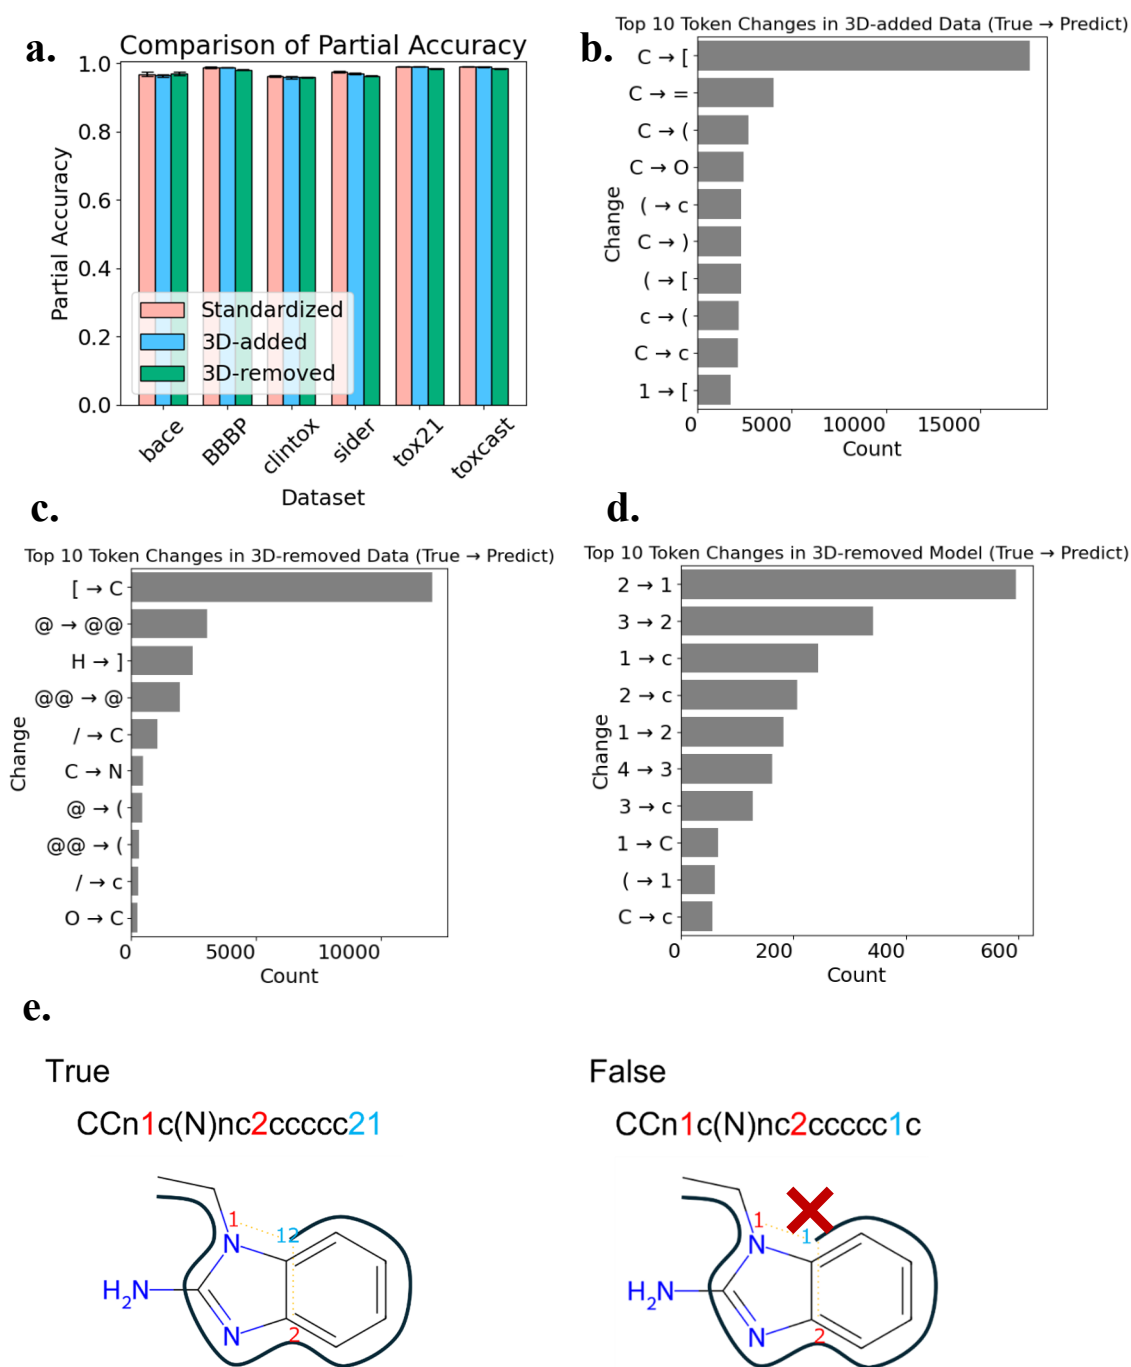 a.
Comparison of Partial Accuracy
Partial Accuracy
1.0
0.8
0.6
0.4
0.2
0.0
Standardized
3D-added
3D-removed
bace
BBBP
clintox
sider
tox21
toxcast
Dataset
b.
Top 10 Token Changes in 3D-added Data (True → Predict)
Change
C → [
C → =
C → (
C → O
( → c
C → )
( → [
c → (
C → c
1 → [
0
5000
10000
15000
Count
c.
Top 10 Token Changes in 3D-removed Data (True → Predict)
Change
[ → C
@ → @@
H → ]
@@ → @
/ → C
C → N
@ → (
@@ → (
/ → c
O → C
0
5000
10000
Count
d.
Top 10 Token Changes in 3D-removed Model (True → Predict)
Change
2 → 1
3 → 2
1 → c
2 → c
1 → 2
4 → 3
3 → c
1 → C
( → 1
C → c
0
200
400
600
Count
e.
True
CCn1c(N)nc2ccccc21
1
12
N
H2N
N
2
False
CCn1c(N)nc2ccccc1c
1
1
N
H2N
N
2